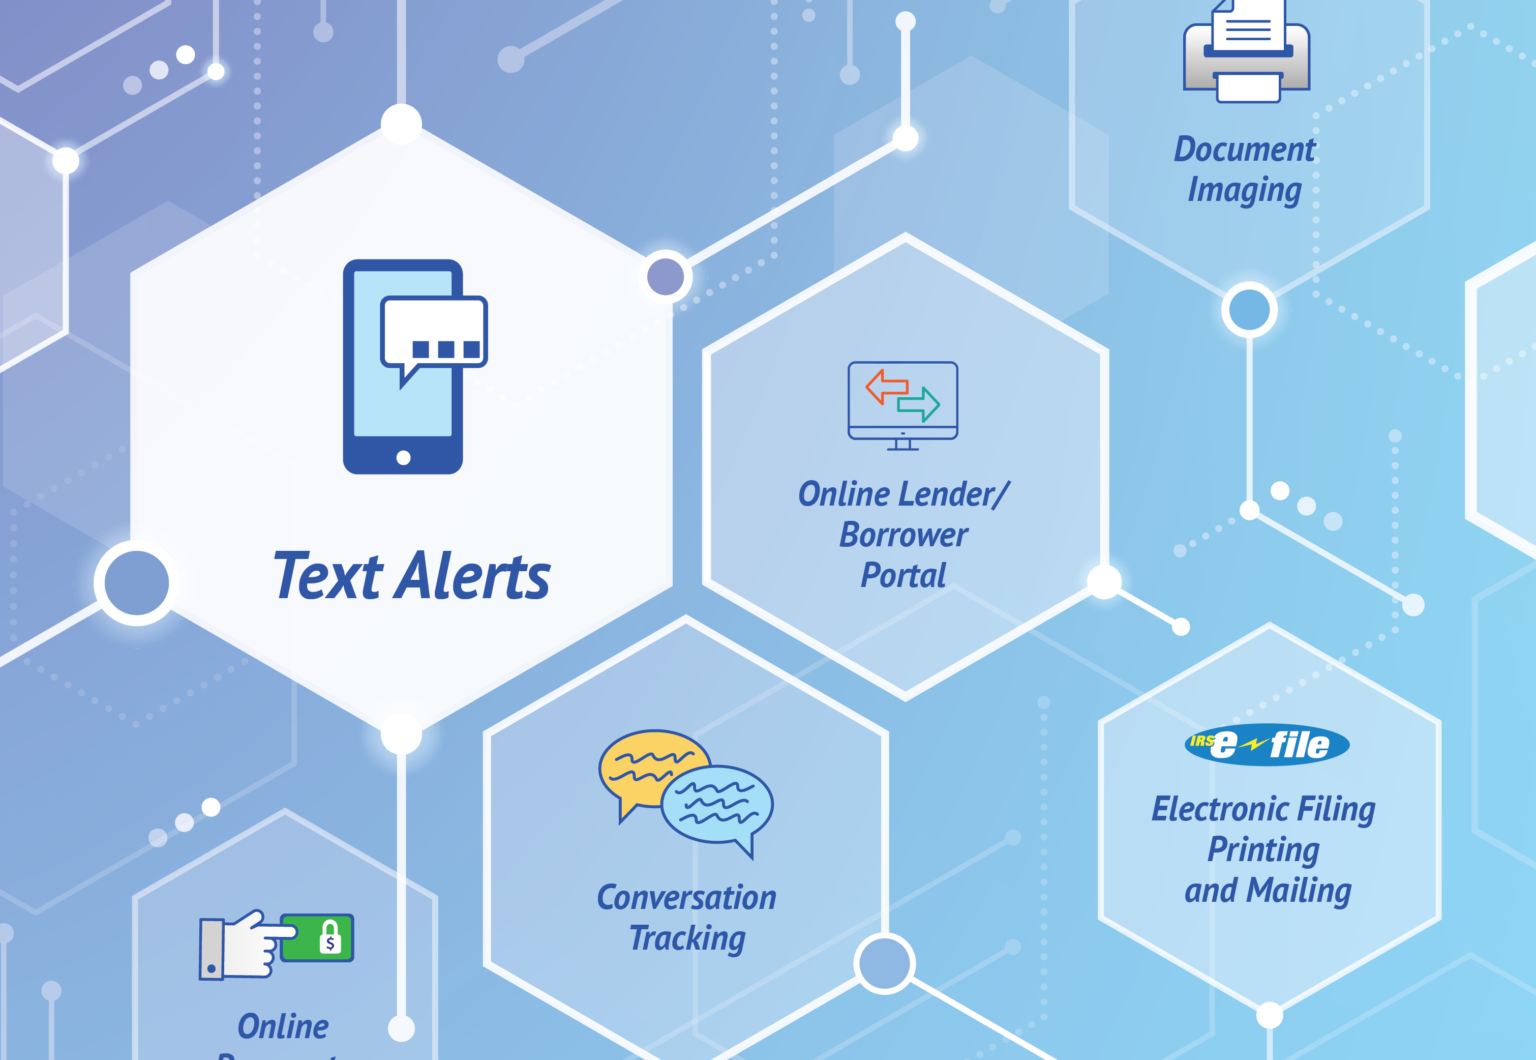 Document
Imaging
Text Alerts
Online Lender/
Borrower
Portal
Conversation
Tracking
IRS e file
Electronic Filing
Printing
and Mailing
$
Online